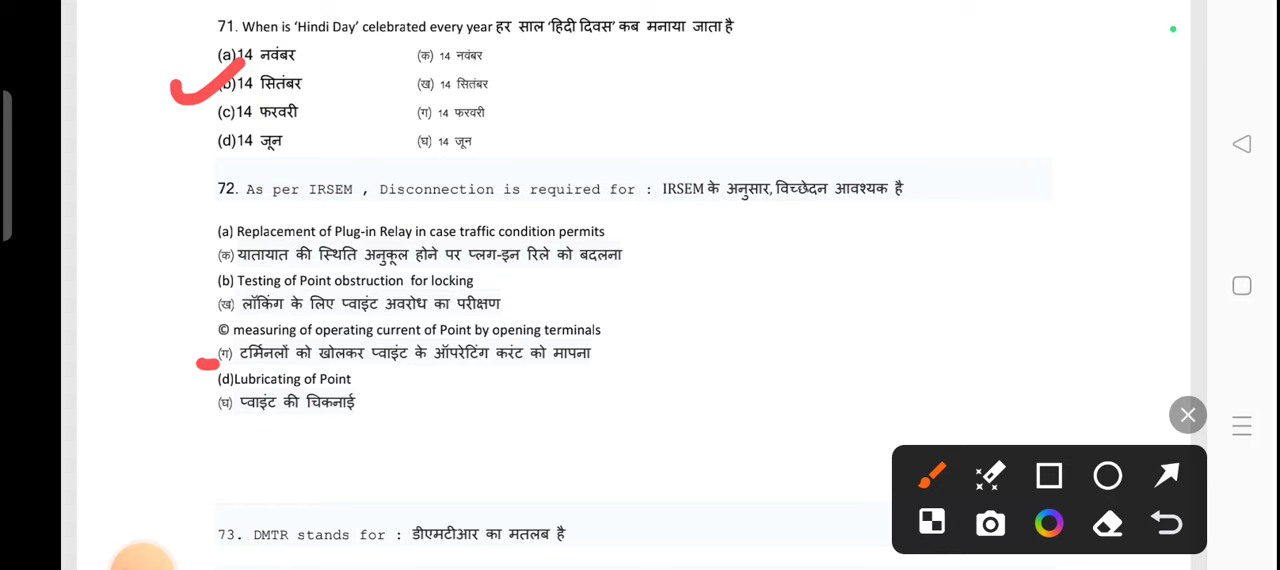 71. When is 'Hindi Day' celebrated every year हर साल 'हिदी दिवस' कब मनाया जाता है
(a)14 नवंबर (क) 14 नवंबर
(b)14 सितंबर (ख) 14 सितंबर
(c)14 फरवरी (ग) 14 फरवरी
(d)14 जून (घ) 14 जून
72. As per IRSEM , Disconnection is required for : IRSEM के अनुसार, विच्छेदन आवश्यक है
(a) Replacement of Plug-in Relay in case traffic condition permits
(क) यातायात की स्थिति अनुकूल होने पर प्लग-इन रिले को बदलना
(b) Testing of Point obstruction for locking
(ख) लॉकिंग के लिए प्वाइंट अवरोध का परीक्षण
© measuring of operating current of Point by opening terminals
(ग) टर्मिनलों को खोलकर प्वाइंट के ऑपरेटिंग करंट को मापना
(d)Lubricating of Point
(घ) प्वाइंट की चिकनाई
73. DMTR stands for : डीएमटीआर का मतलब है